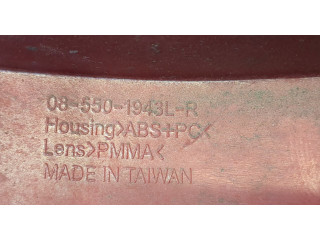 08-550-1943L-R
Housing>ABS+PC<
Lens>PMMA<
MADE IN TAIWAN